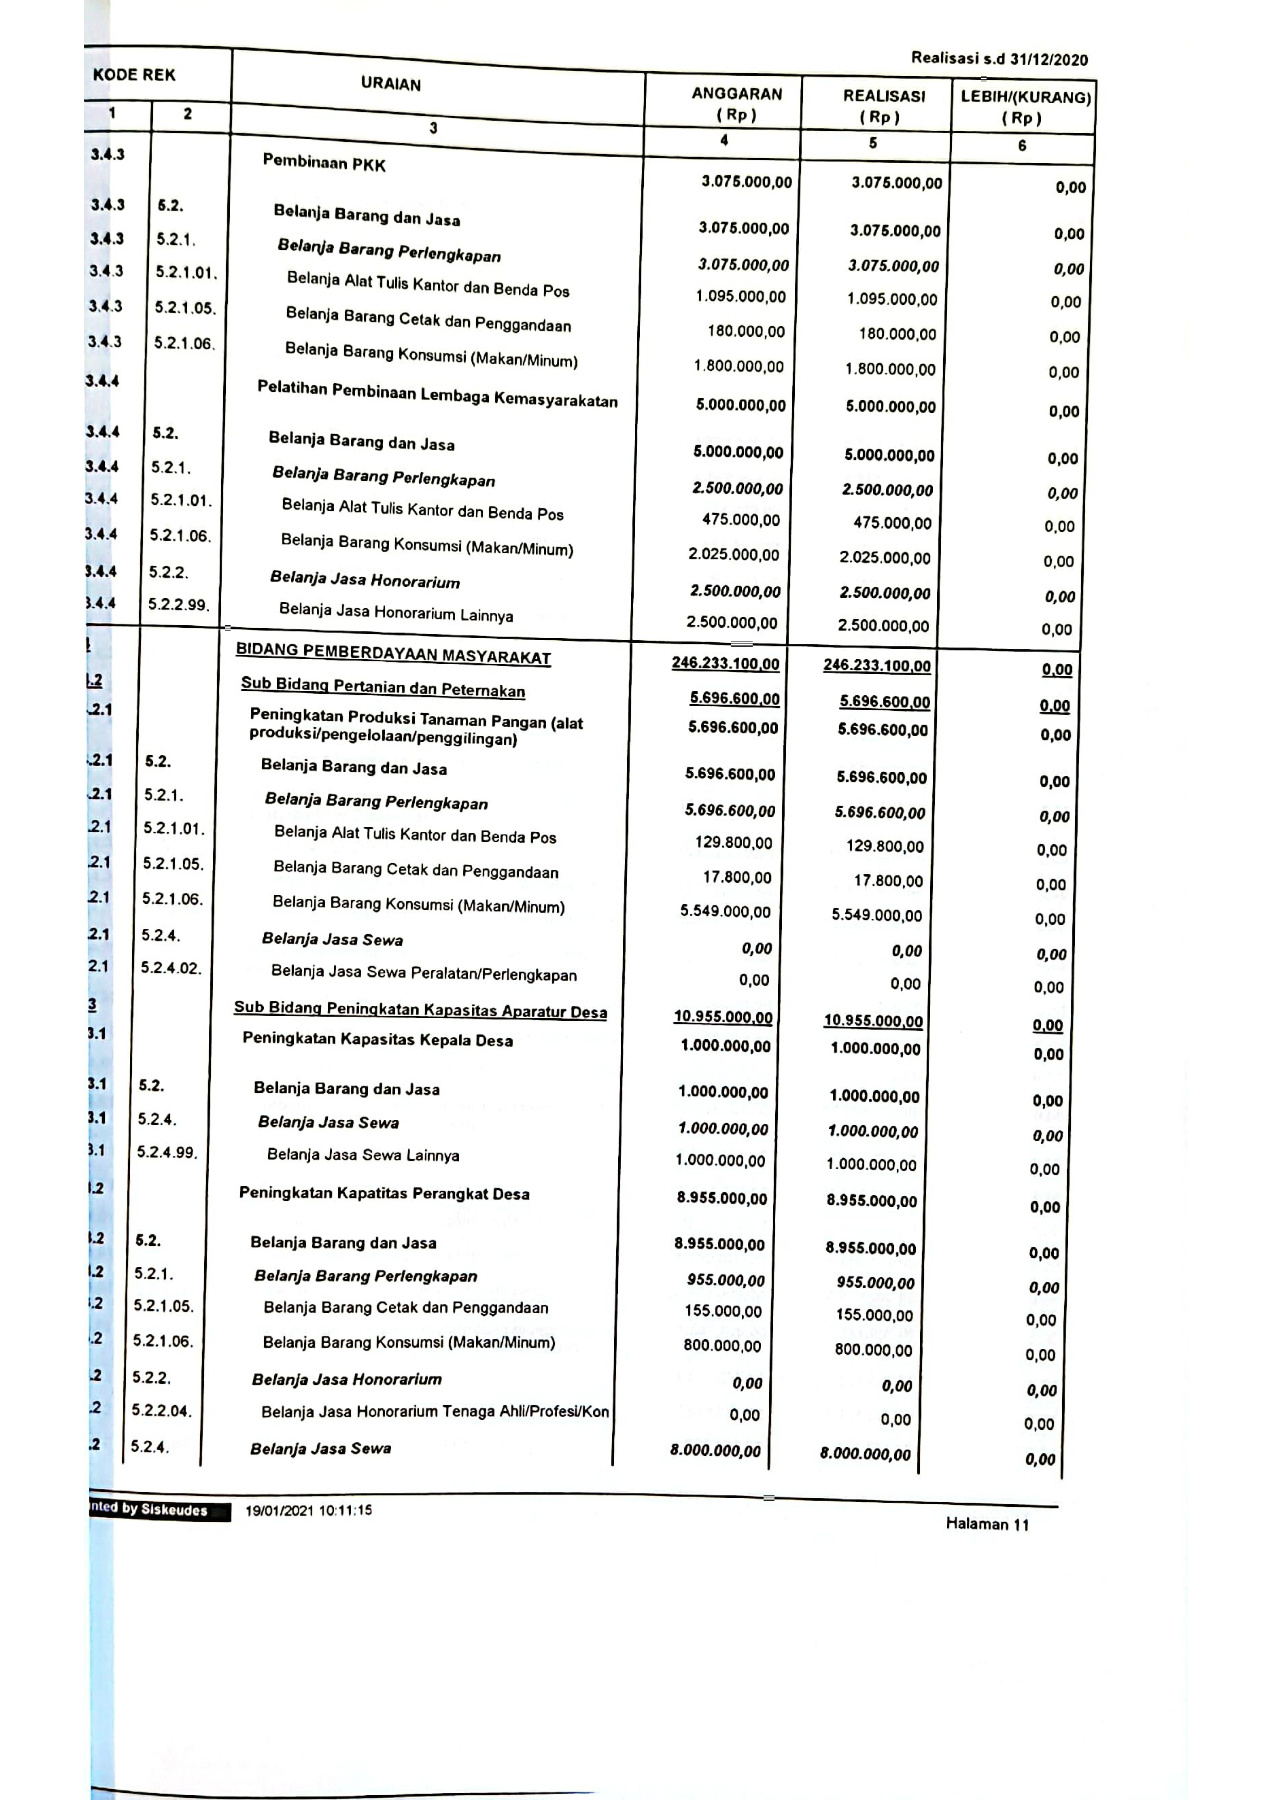 Realisasi s.d 31/12/2020
KODE REK URAIAN ANGGARAN ( Rp ) REALISASI ( Rp ) LEBIH/(KURANG) ( Rp )
1 2 3 4 5 6
3.4.3 Pembinaan PKK 3.075.000,00 3.075.000,00 0,00
3.4.3 5.2. Belanja Barang dan Jasa 3.075.000,00 3.075.000,00 0,00
3.4.3 5.2.1. Belanja Barang Perlengkapan 3.075.000,00 3.075.000,00 0,00
3.4.3 5.2.1.01. Belanja Alat Tulis Kantor dan Benda Pos 1.095.000,00 1.095.000,00 0,00
3.4.3 5.2.1.05. Belanja Barang Cetak dan Penggandaan 180.000,00 180.000,00 0,00
3.4.3 5.2.1.06. Belanja Barang Konsumsi (Makan/Minum) 1.800.000,00 1.800.000,00 0,00
3.4.4 Pelatihan Pembinaan Lembaga Kemasyarakatan 5.000.000,00 5.000.000,00 0,00
3.4.4 5.2. Belanja Barang dan Jasa 5.000.000,00 5.000.000,00 0,00
3.4.4 5.2.1. Belanja Barang Perlengkapan 2.500.000,00 2.500.000,00 0,00
3.4.4 5.2.1.01. Belanja Alat Tulis Kantor dan Benda Pos 475.000,00 475.000,00 0,00
3.4.4 5.2.1.06. Belanja Barang Konsumsi (Makan/Minum) 2.025.000,00 2.025.000,00 0,00
3.4.4 5.2.2. Belanja Jasa Honorarium 2.500.000,00 2.500.000,00 0,00
3.4.4 5.2.2.99. Belanja Jasa Honorarium Lainnya 2.500.000,00 2.500.000,00 0,00
BIDANG PEMBERDAYAAN MASYARAKAT 246.233.100,00 246.233.100,00 0,00
.2 Sub Bidang Pertanian dan Peternakan 5.696.600,00 5.696.600,00 0,00
.2.1 Peningkatan Produksi Tanaman Pangan (alat 5.696.600,00 5.696.600,00 0,00
produksi/pengelolaan/penggilingan)
.2.1 5.2. Belanja Barang dan Jasa 5.696.600,00 5.696.600,00 0,00
.2.1 5.2.1. Belanja Barang Perlengkapan 5.696.600,00 5.696.600,00 0,00
.2.1 5.2.1.01. Belanja Alat Tulis Kantor dan Benda Pos 129.800,00 129.800,00 0,00
.2.1 5.2.1.05. Belanja Barang Cetak dan Penggandaan 17.800,00 17.800,00 0,00
.2.1 5.2.1.06. Belanja Barang Konsumsi (Makan/Minum) 5.549.000,00 5.549.000,00 0,00
.2.1 5.2.4. Belanja Jasa Sewa 0,00 0,00 0,00
2.1 5.2.4.02. Belanja Jasa Sewa Peralatan/Perlengkapan 0,00 0,00 0,00
3 Sub Bidang Peningkatan Kapasitas Aparatur Desa 10.955.000,00 10.955.000,00 0,00
3.1 Peningkatan Kapasitas Kepala Desa 1.000.000,00 1.000.000,00 0,00
3.1 5.2. Belanja Barang dan Jasa 1.000.000,00 1.000.000,00 0,00
3.1 5.2.4. Belanja Jasa Sewa 1.000.000,00 1.000.000,00 0,00
3.1 5.2.4.99. Belanja Jasa Sewa Lainnya 1.000.000,00 1.000.000,00 0,00
.2 Peningkatan Kapatitas Perangkat Desa 8.955.000,00 8.955.000,00 0,00
.2 5.2. Belanja Barang dan Jasa 8.955.000,00 8.955.000,00 0,00
.2 5.2.1. Belanja Barang Perlengkapan 955.000,00 955.000,00 0,00
.2 5.2.1.05. Belanja Barang Cetak dan Penggandaan 155.000,00 155.000,00 0,00
.2 5.2.1.06. Belanja Barang Konsumsi (Makan/Minum) 800.000,00 800.000,00 0,00
.2 5.2.2. Belanja Jasa Honorarium 0,00 0,00 0,00
.2 5.2.2.04. Belanja Jasa Honorarium Tenaga Ahli/Profesi/Kon 0,00 0,00 0,00
.2 5.2.4. Belanja Jasa Sewa 8.000.000,00 8.000.000,00 0,00
nted by Siskeudes 19/01/2021 10:11:15
Halaman 11